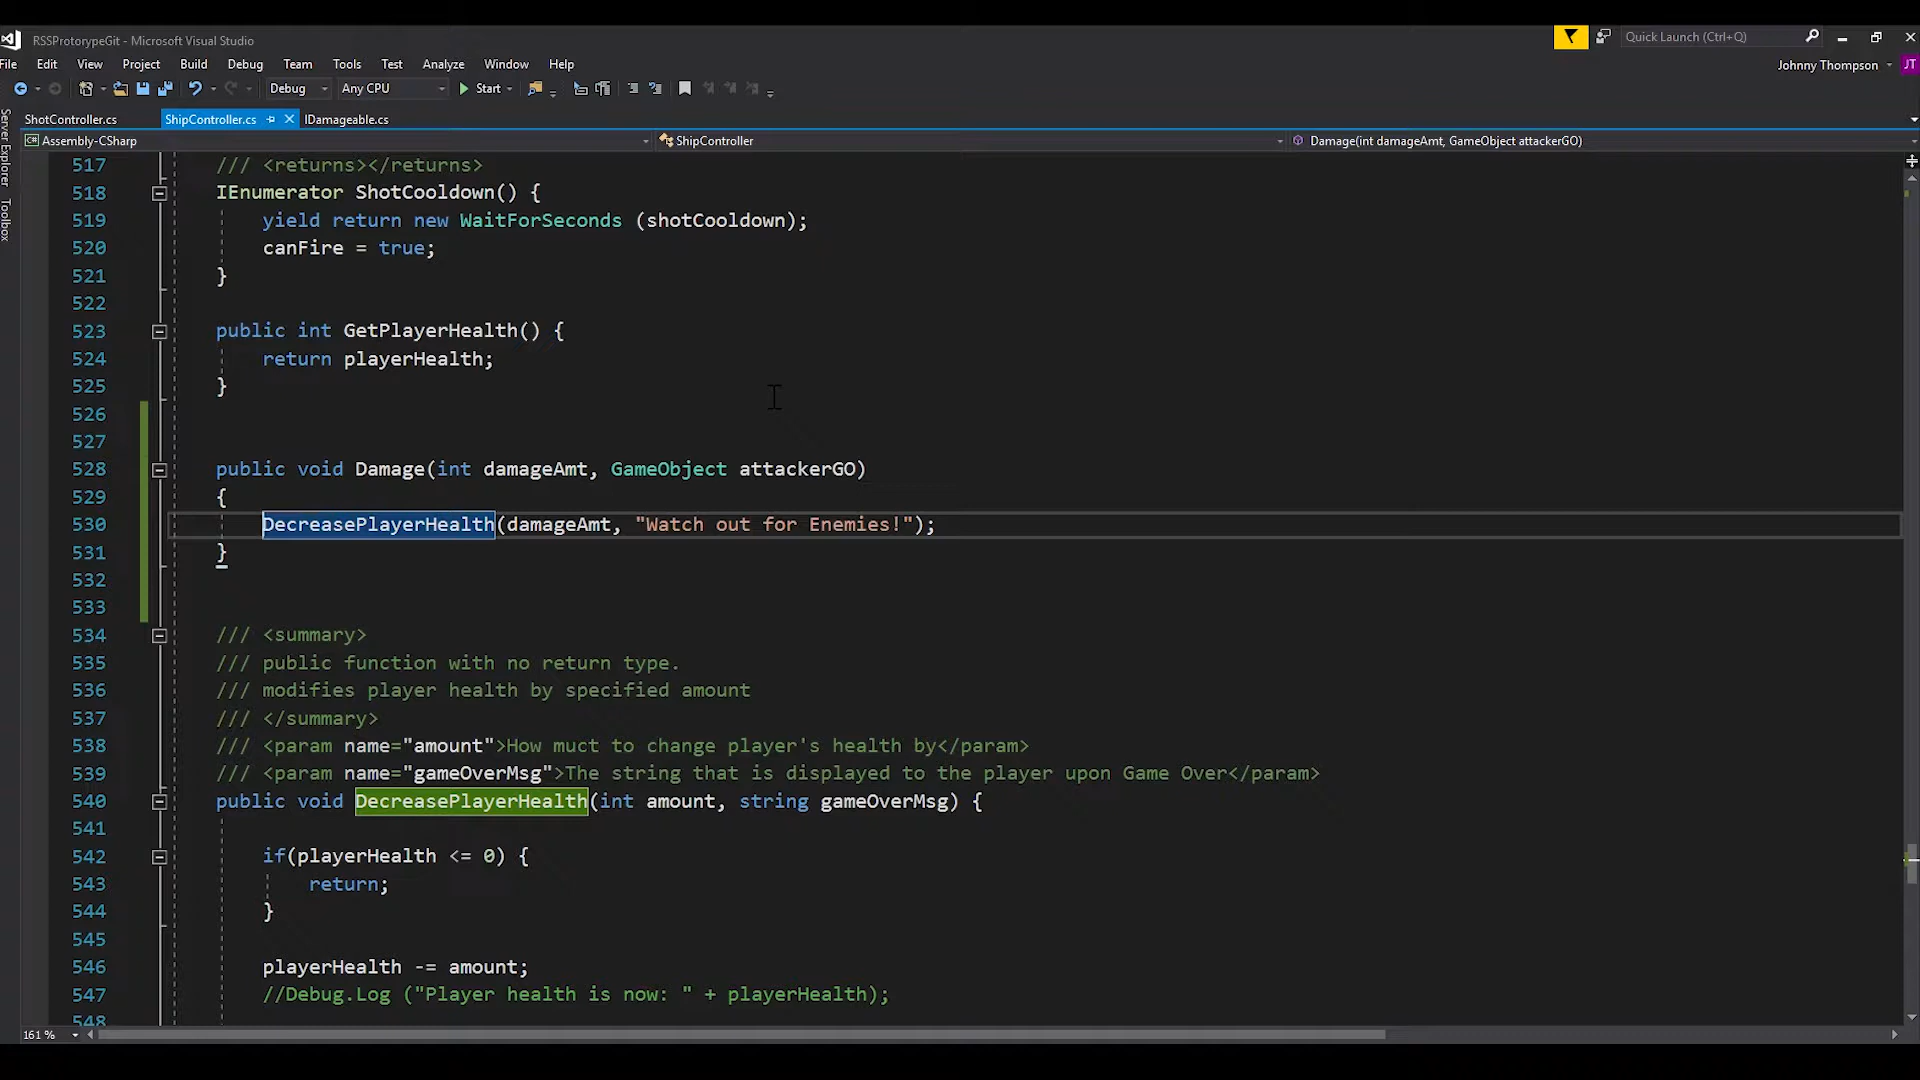 RSSProtorypeGit - Microsoft Visual Studio
Quick Launch (Ctrl+Q)
File Edit View Project Build Debug Team Tools Test Analyze Window Help
Johnny Thompson JT
Debug Any CPU Start
ShotController.cs ShipController.cs IDamageable.cs
C# Assembly-CSharp ShipController Damage(int damageAmt, GameObject attackerGO)
Server Explorer
Toolbox
517 /// <returns></returns>
518 IEnumerator ShotCooldown() {
519 yield return new WaitForSeconds (shotCooldown);
520 canFire = true;
521 }
522
523 public int GetPlayerHealth() {
524 return playerHealth;
525 }
526
527
528 public void Damage(int damageAmt, GameObject attackerGO)
529 {
530 DecreasePlayerHealth(damageAmt, "Watch out for Enemies!");
531 }
532
533
534 /// <summary>
535 /// public function with no return type.
536 /// modifies player health by specified amount
537 /// </summary>
538 /// <param name="amount">How muct to change player's health by</param>
539 /// <param name="gameOverMsg">The string that is displayed to the player upon Game Over</param>
540 public void DecreasePlayerHealth(int amount, string gameOverMsg) {
541
542 if(playerHealth <= 0) {
543 return;
544 }
545
546 playerHealth -= amount;
547 //Debug.Log ("Player health is now: " + playerHealth);
548
161 %